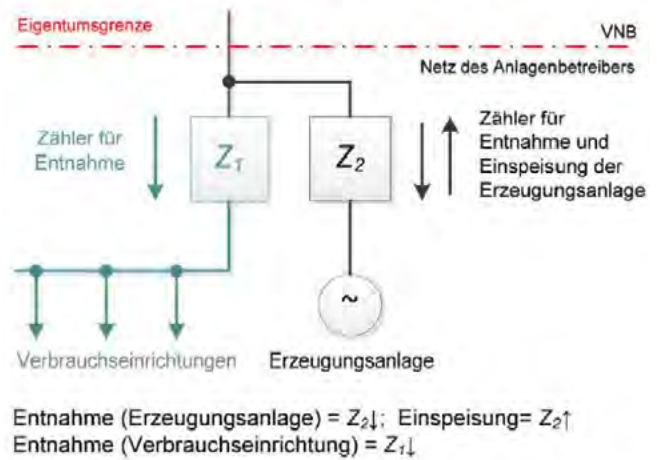 Eigentumsgrenze
VNB
Netz des Anlagenbetreibers
Zähler für
Entnahme
Z1
Z2
Zähler für
Entnahme und
Einspeisung der
Erzeugungsanlage
~
Verbrauchseinrichtungen
Erzeugungsanlage
Entnahme (Erzeugungsanlage) = Z2↓; Einspeisung= Z2↑
Entnahme (Verbrauchseinrichtung) = Z1↓